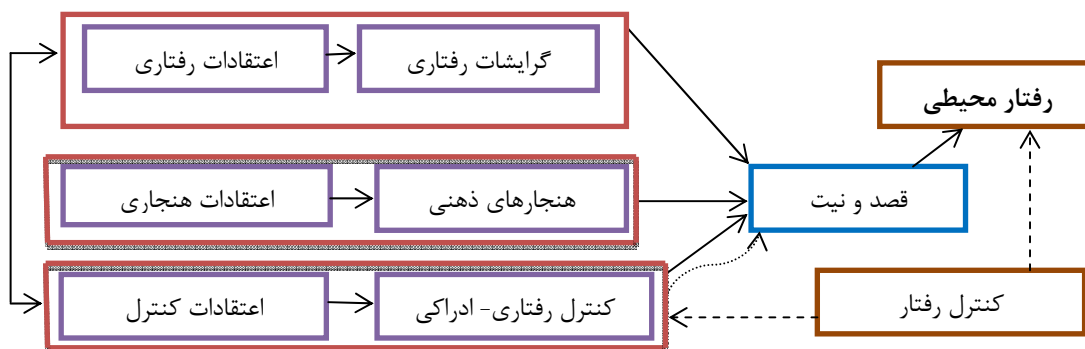 اعتقادات رفتاری
گرایشات رفتاری
رفتار محیطی
اعتقادات هنجاری
هنجارهای ذهنی
قصد و نیت
اعتقادات کنترل
کنترل رفتاری- ادراکی
کنترل رفتار